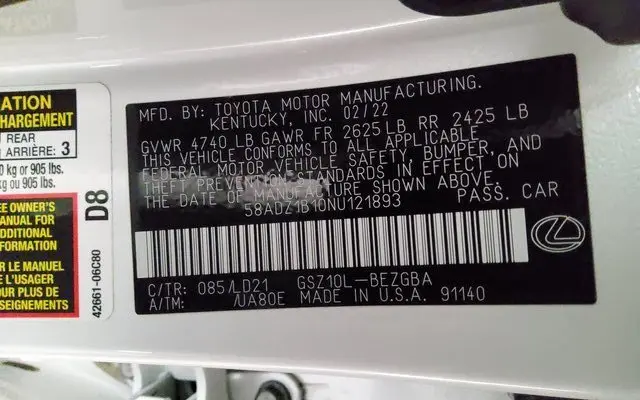 ATION
HARGEMENT
REAR
ARRIÈRE: 3
0 kg or 905 lbs.
kg ou 905 lbs.
EE OWNER'S
MANUAL FOR
ADDITIONAL
INFORMATION
R LE MANUEL
E L'USAGER
OUR PLUS DE
SEIGNEMENTS
D8
42661-06C80
MFD. BY: TOYOTA MOTOR MANUFACTURING.
KENTUCKY, INC. 02/22
GVWR 4740 LB GAWR FR 2625 LB RR 2425 LB
THIS VEHICLE CONFORMS TO ALL APPLICABLE
FEDERAL MOTOR VEHICLE SAFETY, BUMPER, AND
THEFT PREVENTION STANDARDS IN EFFECT ON
THE DATE OF MANUFACTURE SHOWN ABOVE.
58ADZ1B10NU121893 PASS. CAR
C/TR: 085/LD21 GSZ10L-BEZGBA
A/TM: /UA80E MADE IN U.S.A. 91140